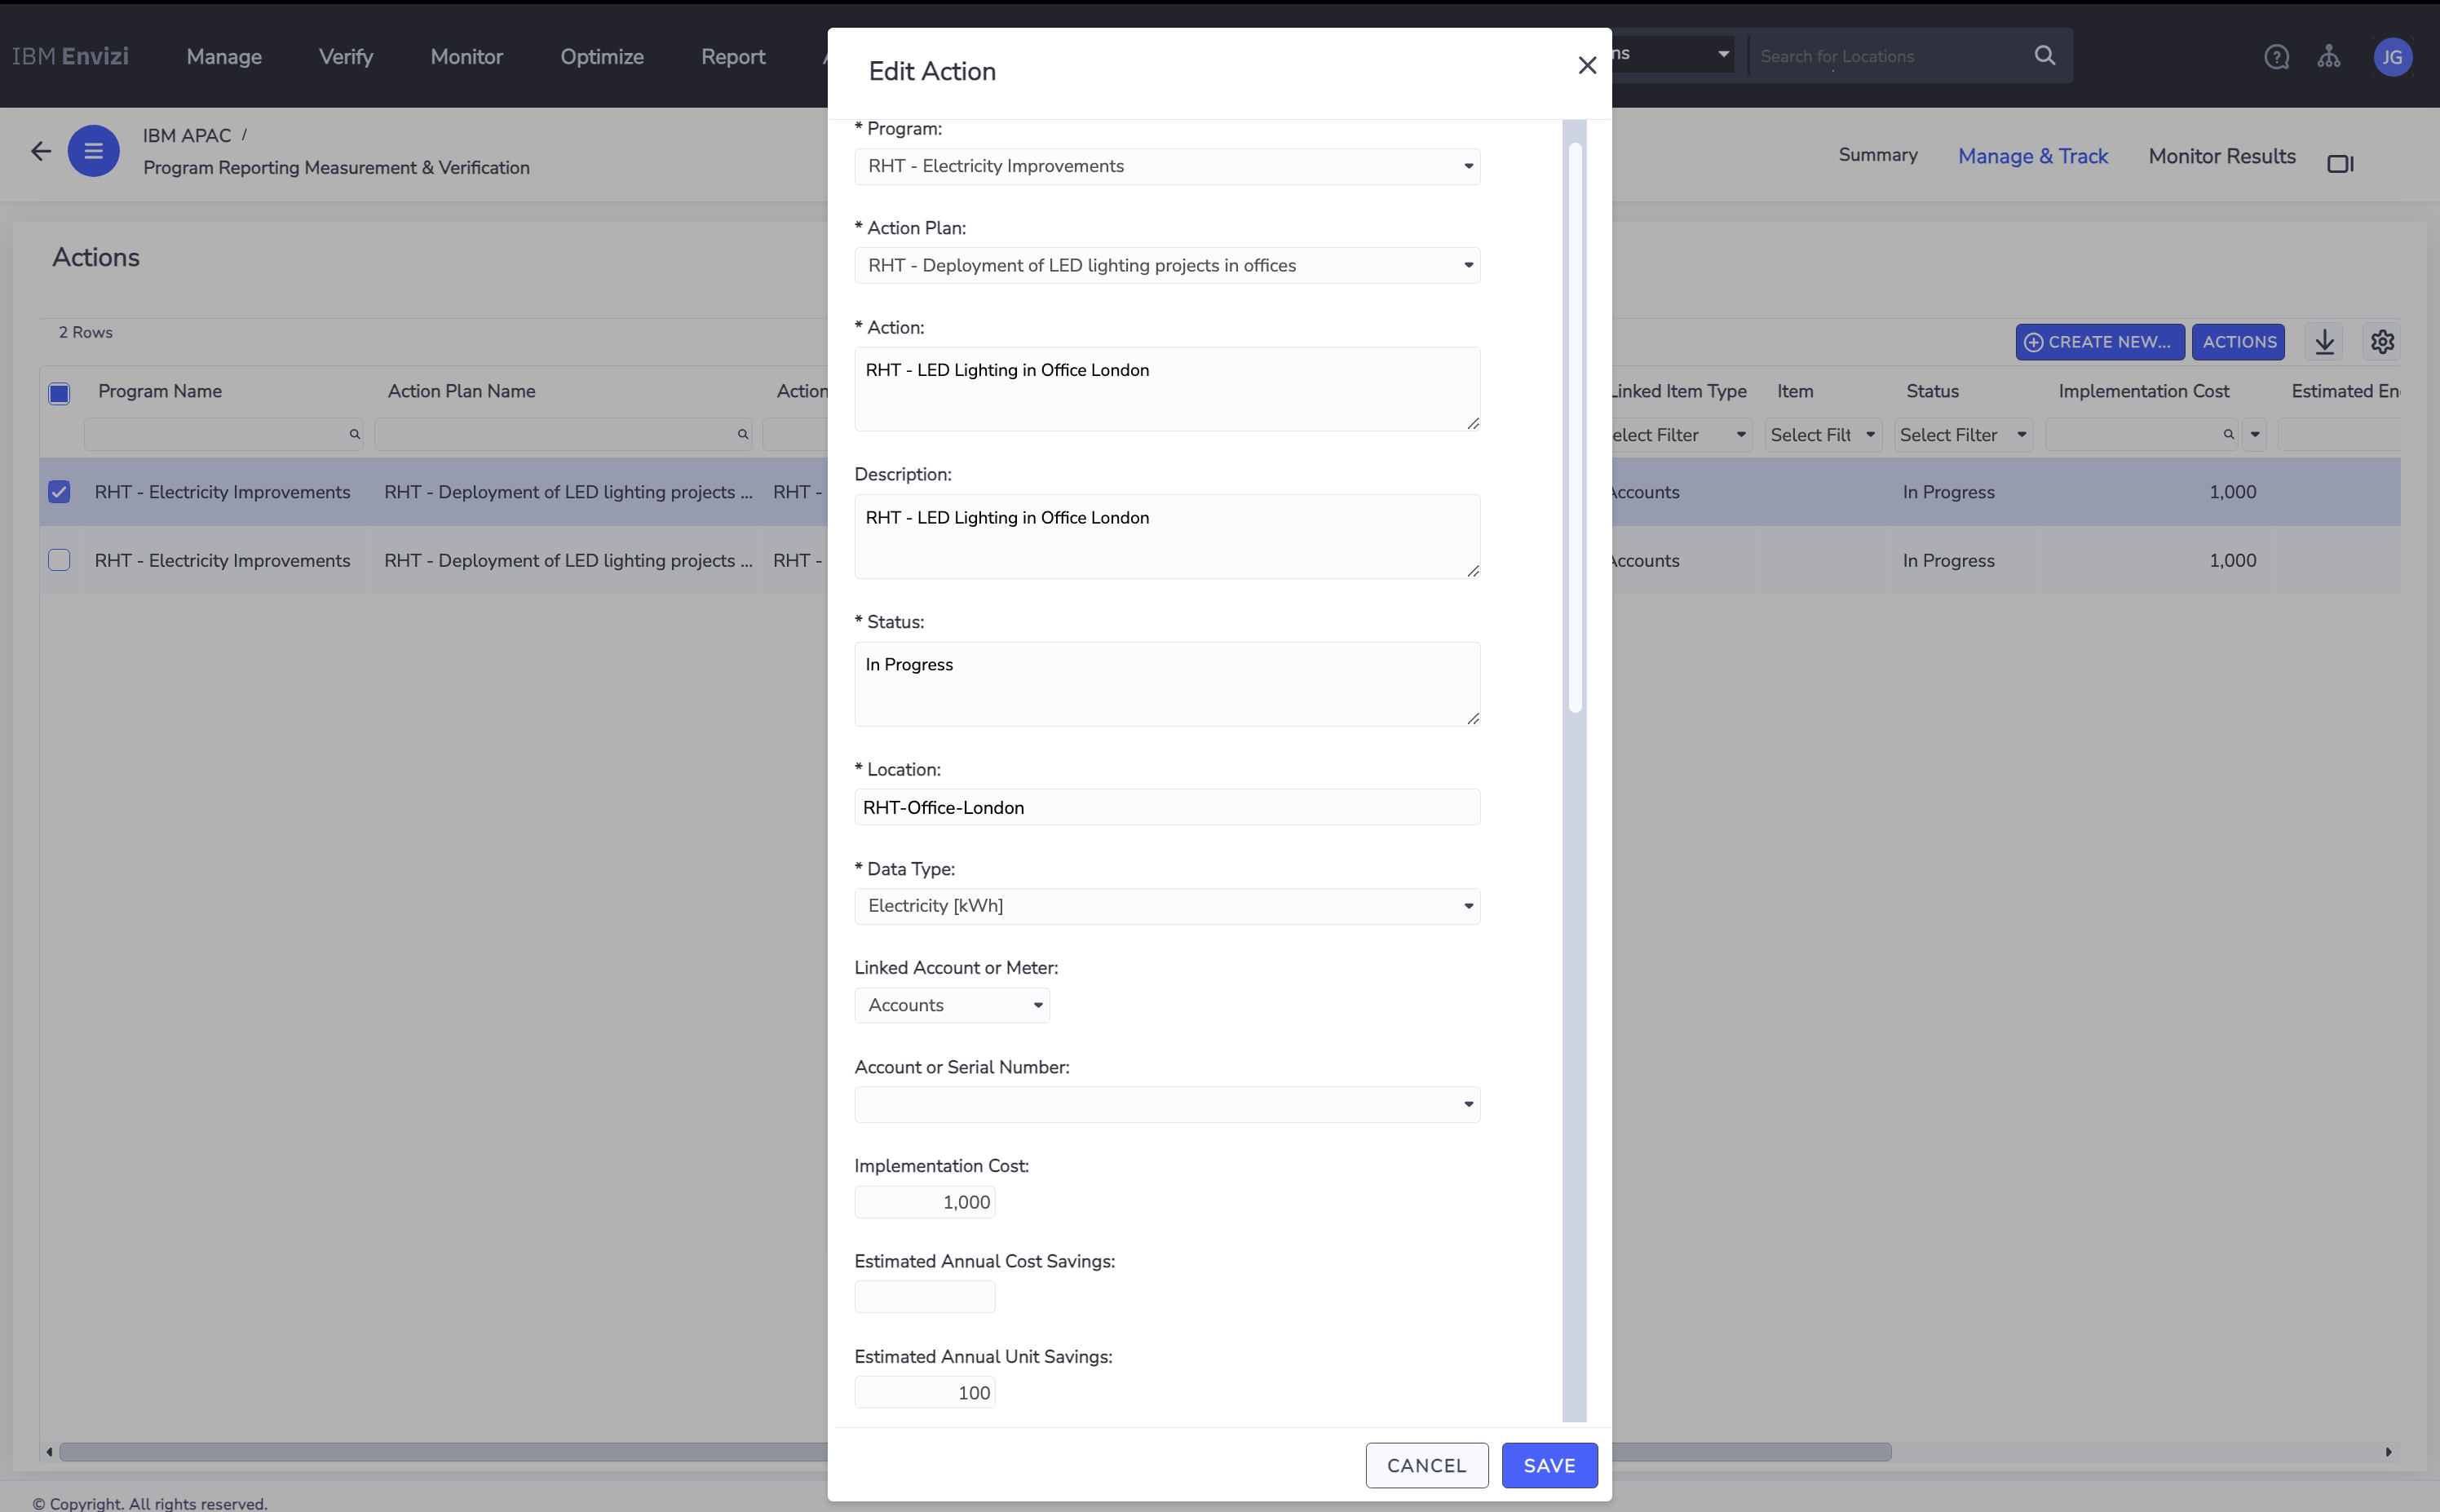 IBM Envizi
Manage
Verify
Monitor
Optimize
Report
Search for Locations
JG
IBM APAC /
Program Reporting Measurement & Verification
Summary
Manage & Track
Monitor Results
Actions
2 Rows
CREATE NEW...
ACTIONS
Program Name
Action Plan Name
Action
Linked Item Type
Item
Status
Implementation Cost
Estimated
Select Filt
Select Filter
RHT - Electricity Improvements
RHT - Deployment of LED lighting projects ...
RHT -
Accounts
In Progress
1,000
RHT - Electricity Improvements
RHT - Deployment of LED lighting projects ...
RHT -
Accounts
In Progress
1,000
© Copyright. All rights reserved.
Edit Action
* Program:
RHT - Electricity Improvements
* Action Plan:
RHT - Deployment of LED lighting projects in offices
* Action:
RHT - LED Lighting in Office London
Description:
RHT - LED Lighting in Office London
* Status:
In Progress
* Location:
RHT-Office-London
* Data Type:
Electricity [kWh]
Linked Account or Meter:
Accounts
Account or Serial Number:
Implementation Cost:
1,000
Estimated Annual Cost Savings:
Estimated Annual Unit Savings:
100
CANCEL
SAVE